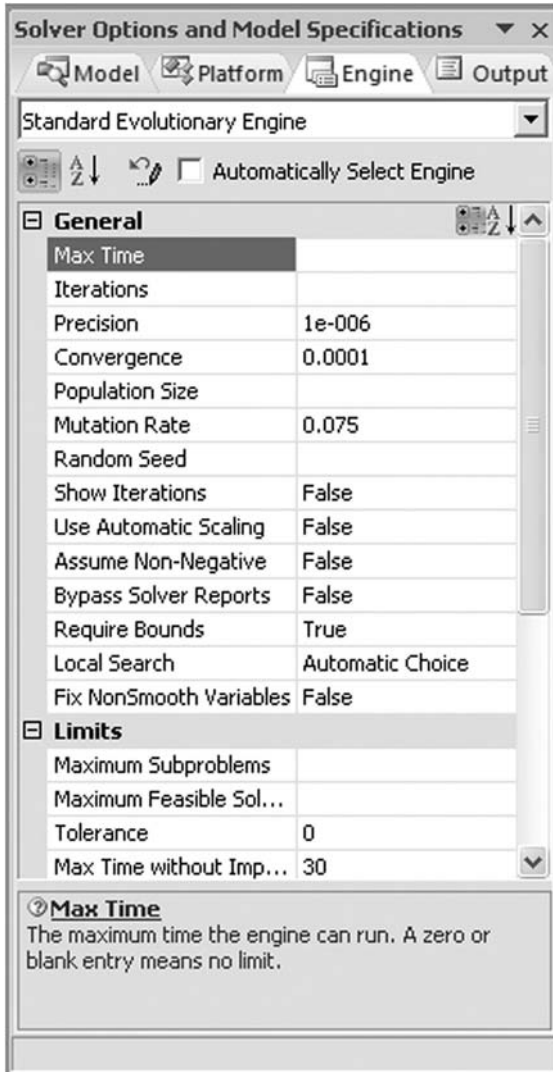 Solver Options and Model Specifications
Model Platform Engine Output
Standard Evolutionary Engine
Automatically Select Engine
General
Max Time
Iterations
Precision 1e-006
Convergence 0.0001
Population Size
Mutation Rate 0.075
Random Seed
Show Iterations False
Use Automatic Scaling False
Assume Non-Negative False
Bypass Solver Reports False
Require Bounds True
Local Search Automatic Choice
Fix NonSmooth Variables False
Limits
Maximum Subproblems
Maximum Feasible Sol...
Tolerance 0
Max Time without Imp... 30
Max Time
The maximum time the engine can run. A zero or
blank entry means no limit.